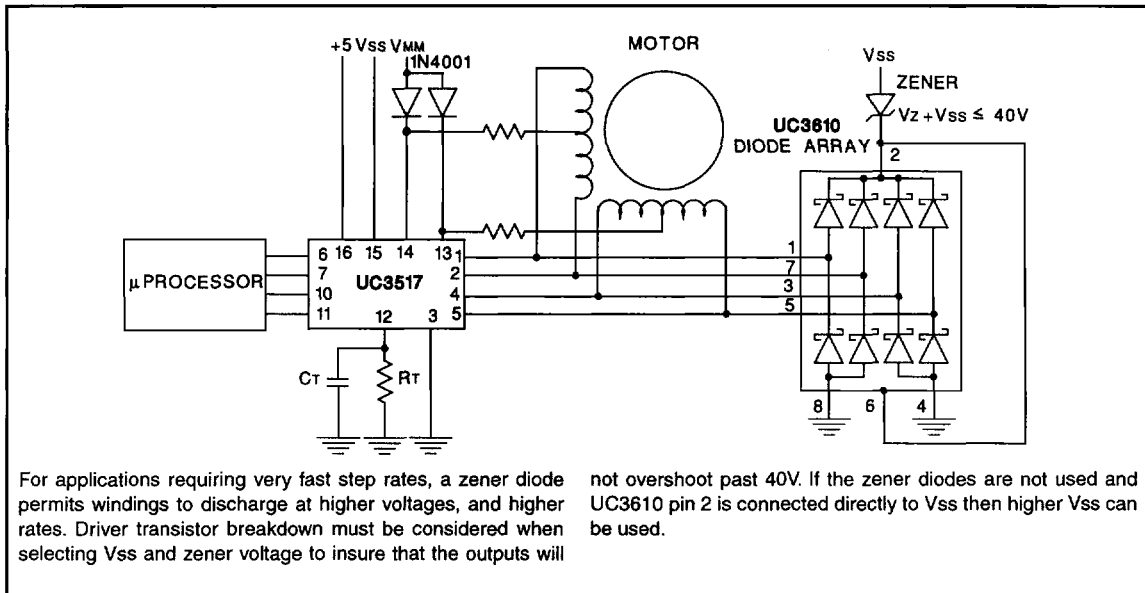 +5 Vss VMM
1N4001
MOTOR
Vss
ZENER
Vz + Vss ≤ 40V
UC3610
DIODE ARRAY
2
6 16 15 14 13 1
7 UC3517 2
10 4
11 12 3 5
μ PROCESSOR
1
7
3
5
CT
RT
8 6 4
For applications requiring very fast step rates, a zener diode
permits windings to discharge at higher voltages, and higher
rates. Driver transistor breakdown must be considered when
selecting Vss and zener voltage to insure that the outputs will
not overshoot past 40V. If the zener diodes are not used and
UC3610 pin 2 is connected directly to Vss then higher Vss can
be used.